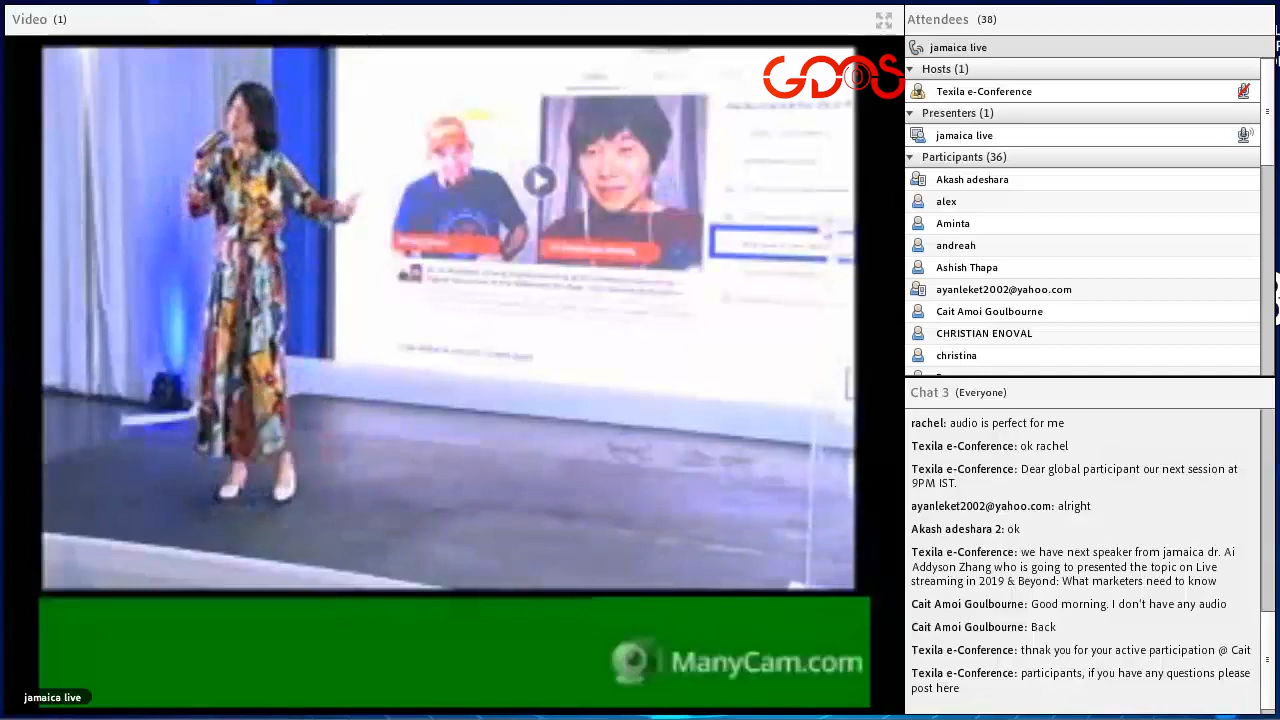 Video (1)
GDMS
ManyCam.com
jamaica live
Attendees (38)
jamaica live
Hosts (1)
Texila e-Conference
Presenters (1)
jamaica live
Participants (36)
Akash adeshara
alex
Aminta
andreah
Ashish Thapa
ayanleket2002@yahoo.com
Cait Amoi Goulbourne
CHRISTIAN ENOVAL
christina
Chat 3 (Everyone)
rachel: audio is perfect for me
Texila e-Conference: ok rachel
Texila e-Conference: Dear global participant our next session at
9PM IST.
ayanleket2002@yahoo.com: alright
Akash adeshara 2: ok
Texila e-Conference: we have next speaker from jamaica dr. Ai
Addyson Zhang who is going to presented the topic on Live
streaming in 2019 & Beyond: What markeers need to know
Cait Amoi Goulbourne: Good morning. I don't have any audio
Cait Amoi Goulbourne: Back
Texila e-Conference: thnak you for your active participation @ Cait
Texila e-Conference: participants, if you have any questions please
post here